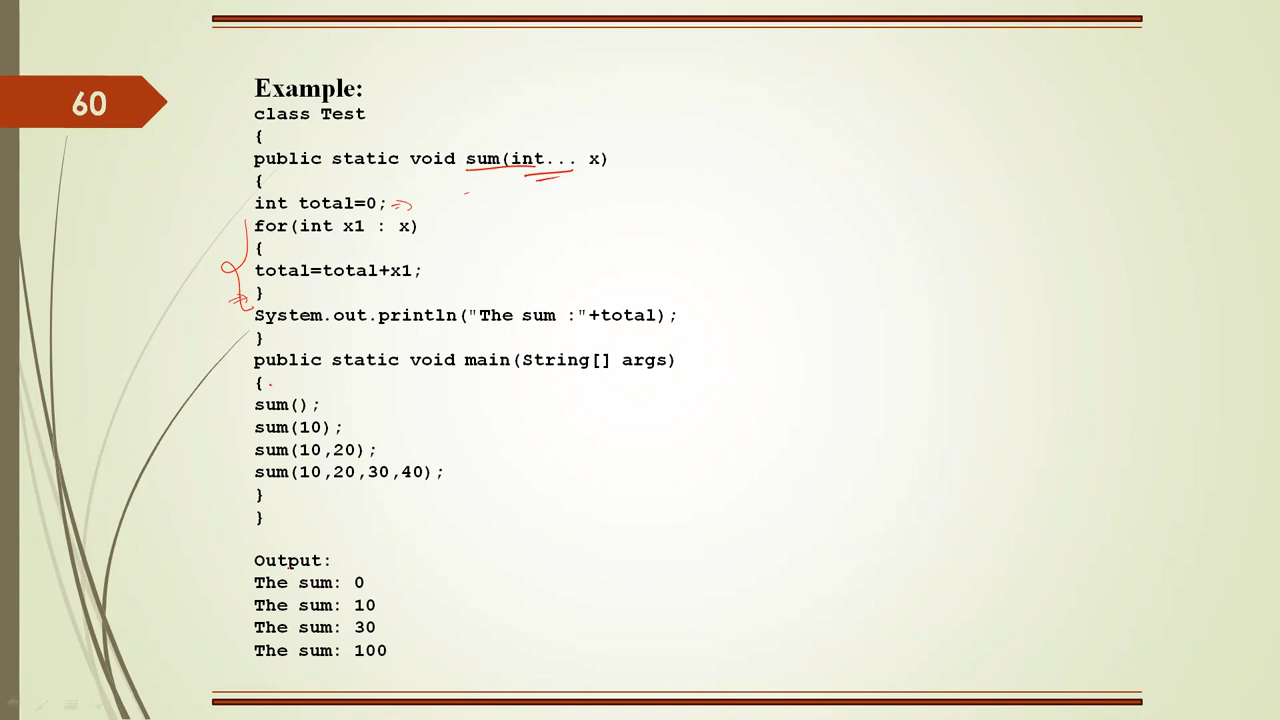 60
Example:
class Test
{
public static void sum(int... x)
{
int total=0;
for(int x1 : x)
{
total=total+x1;
}
System.out.println("The sum :"+total);
}
public static void main(String[] args)
{
sum();
sum(10);
sum(10,20);
sum(10,20,30,40);
}
}
Output:
The sum: 0
The sum: 10
The sum: 30
The sum: 100